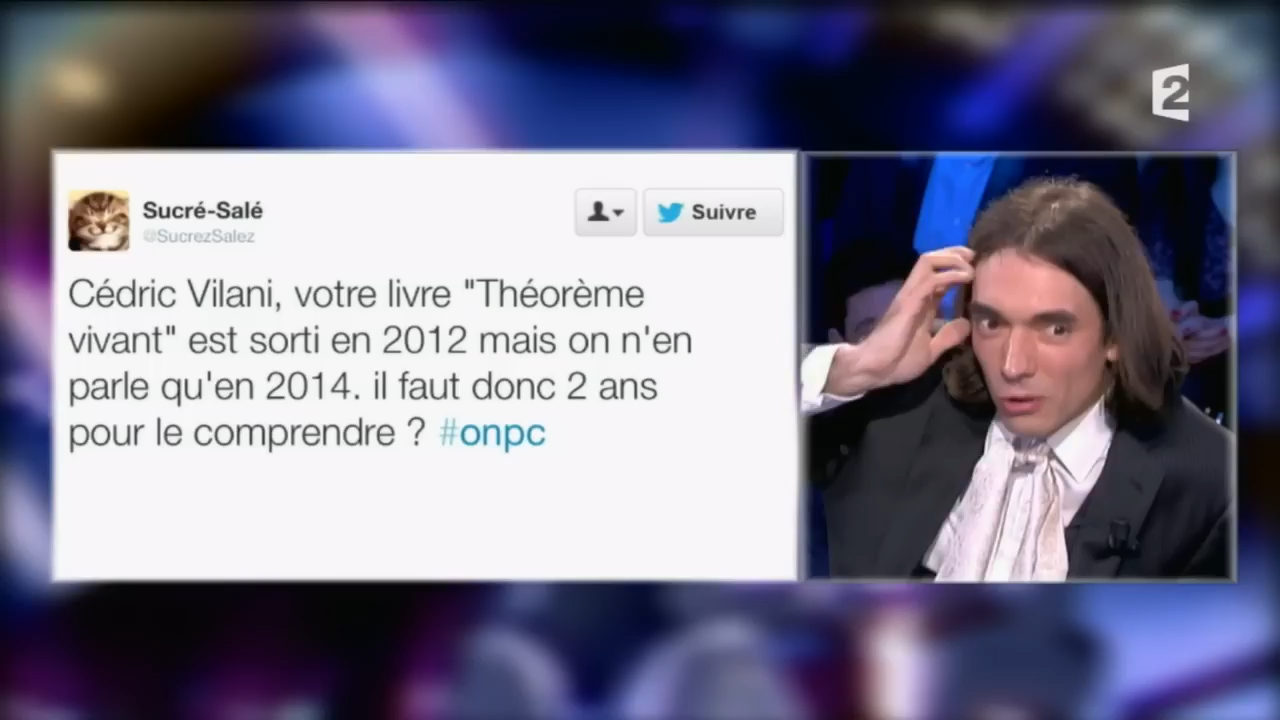 2
Sucré-Salé
@SucrezSalez
Suivre
Cédric Vilani, votre livre "Théorème
vivant" est sorti en 2012 mais on n'en
parle qu'en 2014. il faut donc 2 ans
pour le comprendre ? #onpc